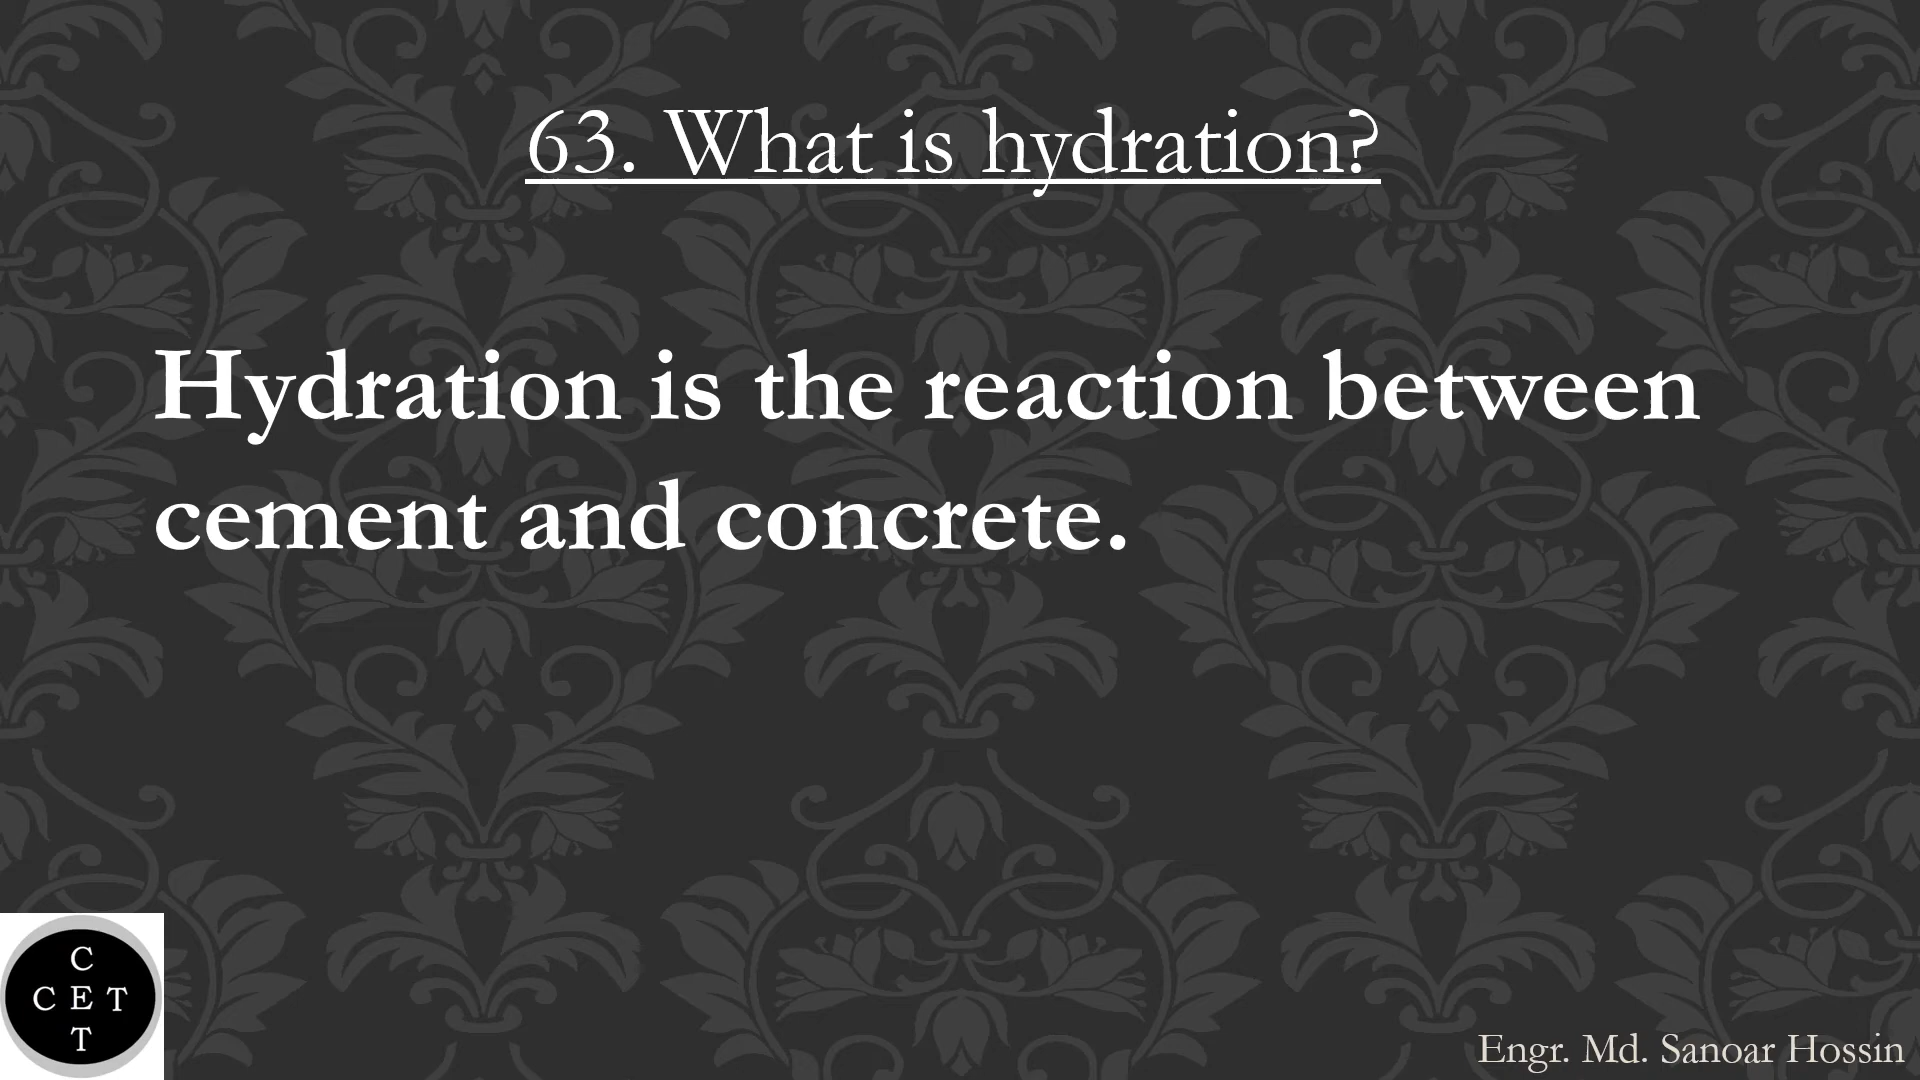 63. What is hydration?
Hydration is the reaction between
cement and concrete.
C
C E T
T
Engr. Md. Sanoar Hossin